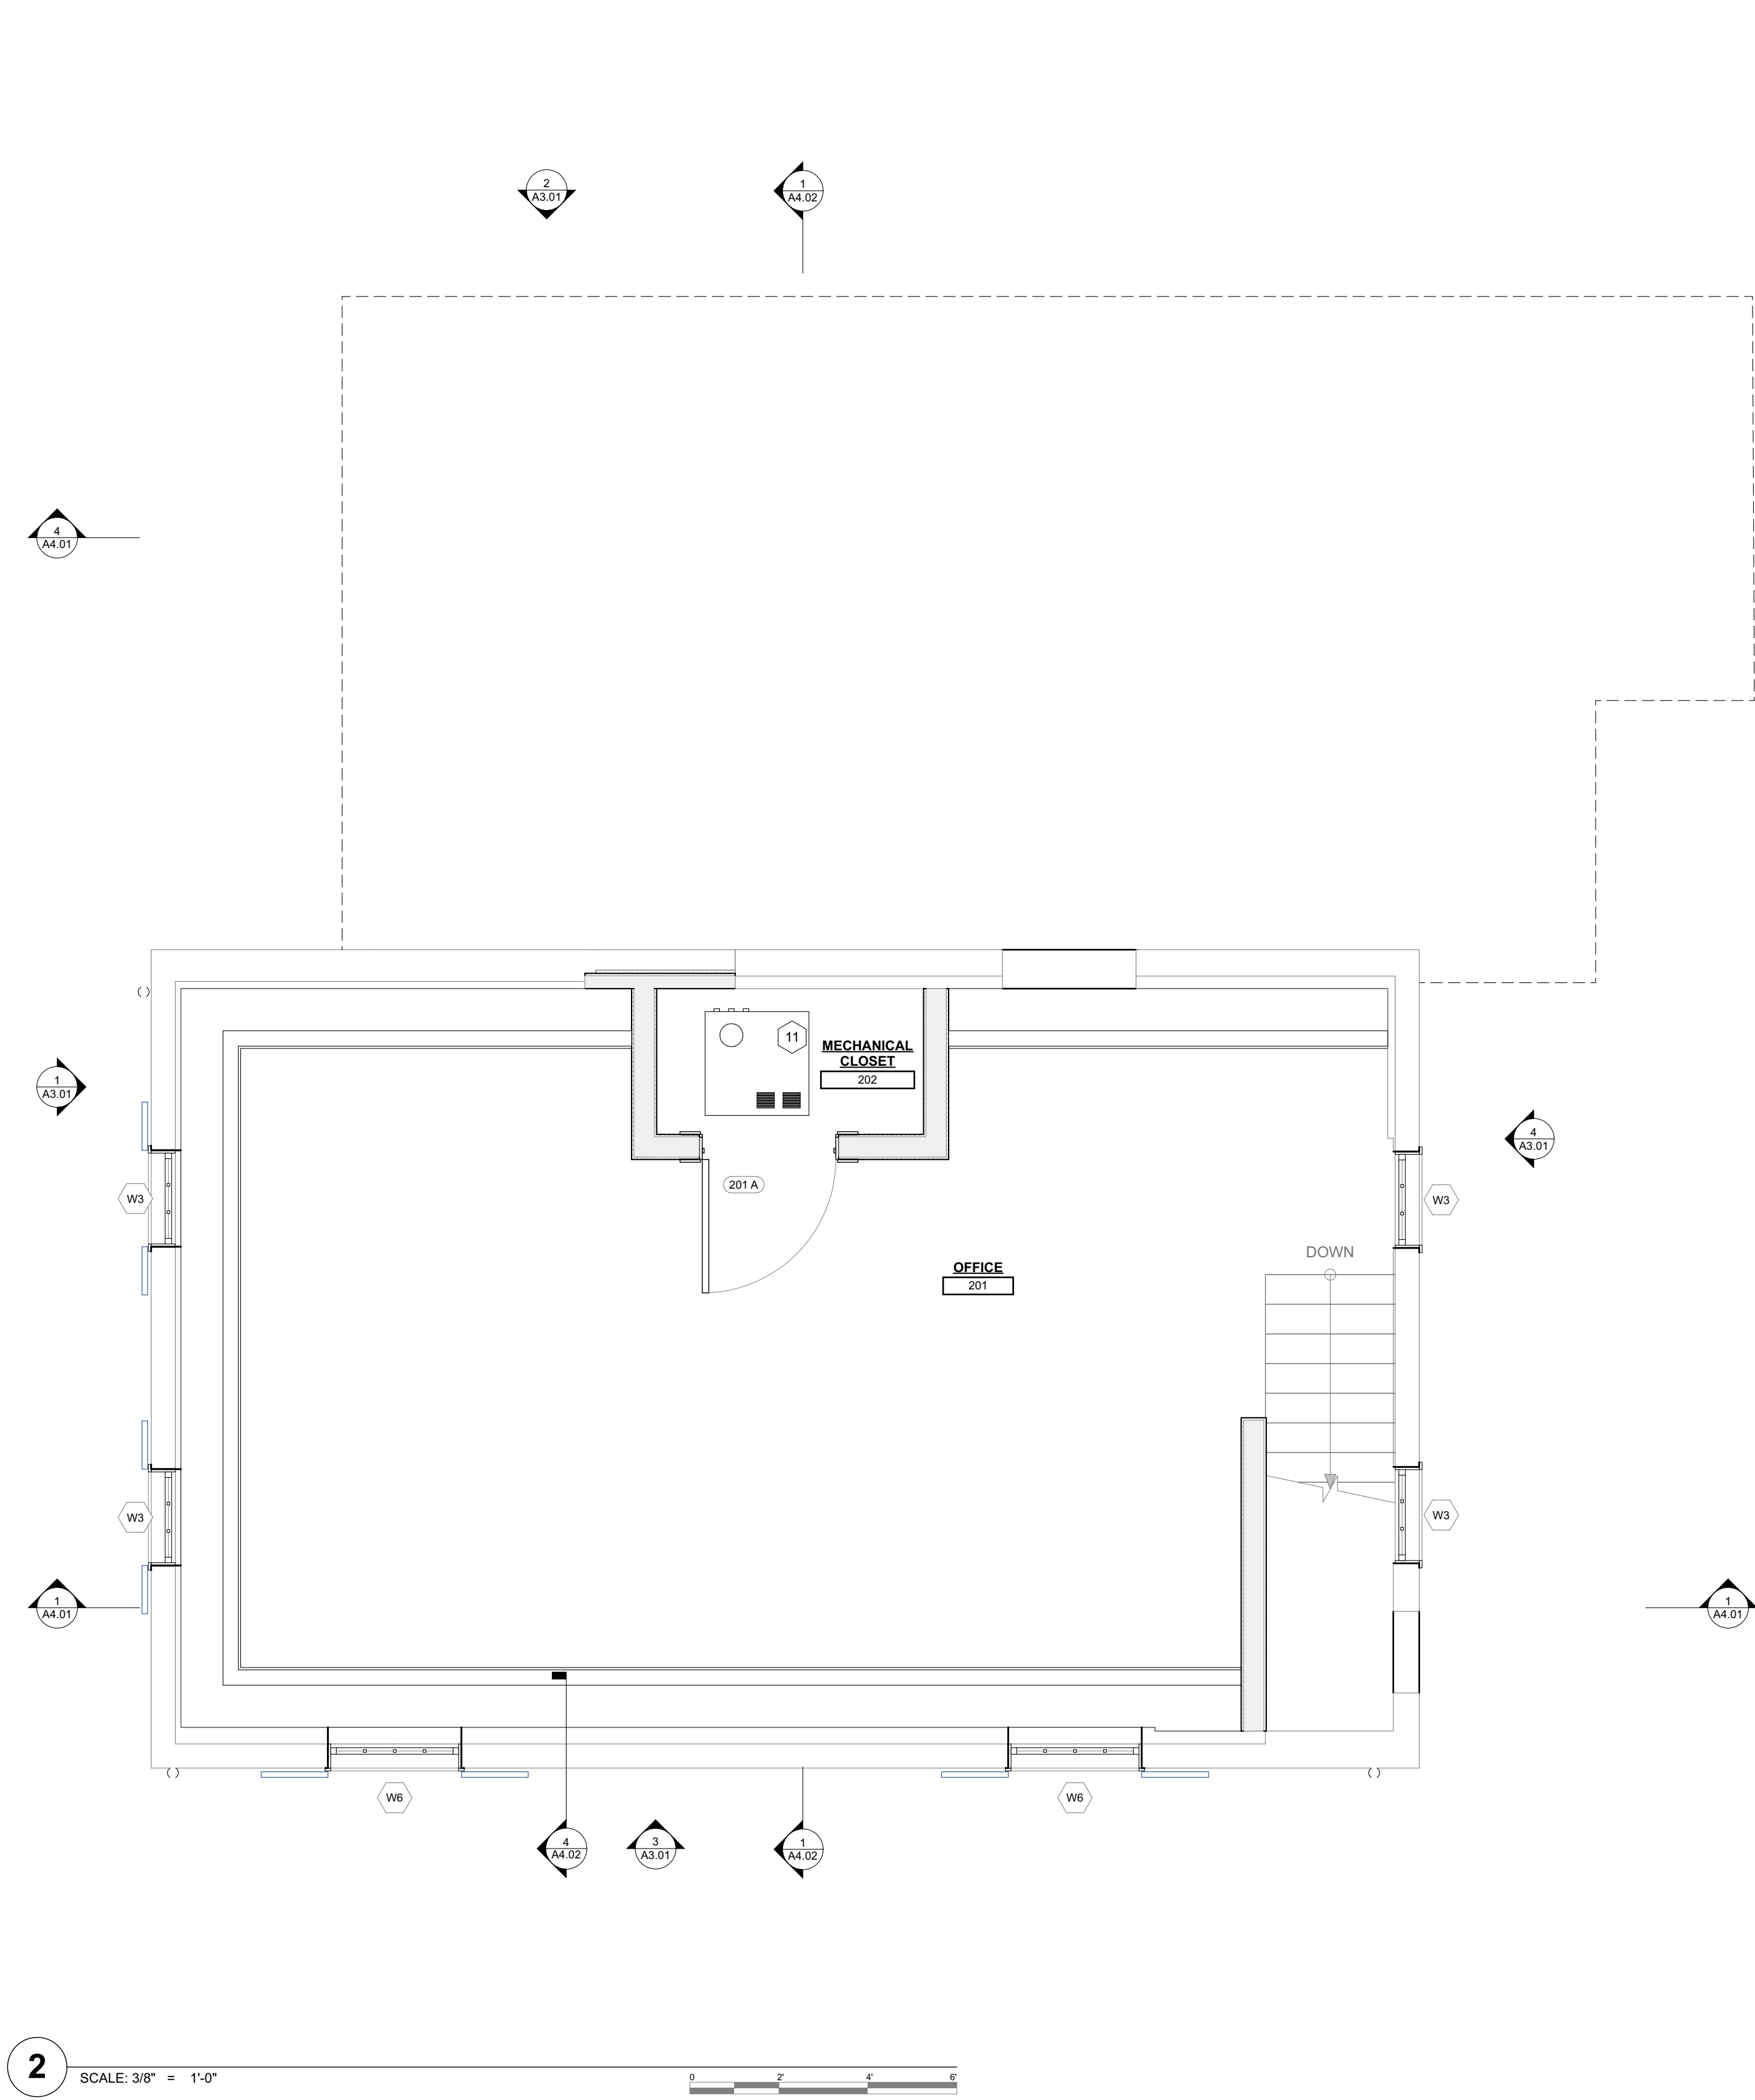 2
A3.01
1
A4.02
4
A4.01
11
MECHANICAL
CLOSET
202
1
A3.01
4
A3.01
201 A
W3
W3
DOWN
OFFICE
201
W3
W3
1
A4.01
1
A4.01
W6
W6
4
A4.02
3
A3.01
1
A4.02
2
SCALE: 3/8" = 1'-0"
0 2' 4' 6'